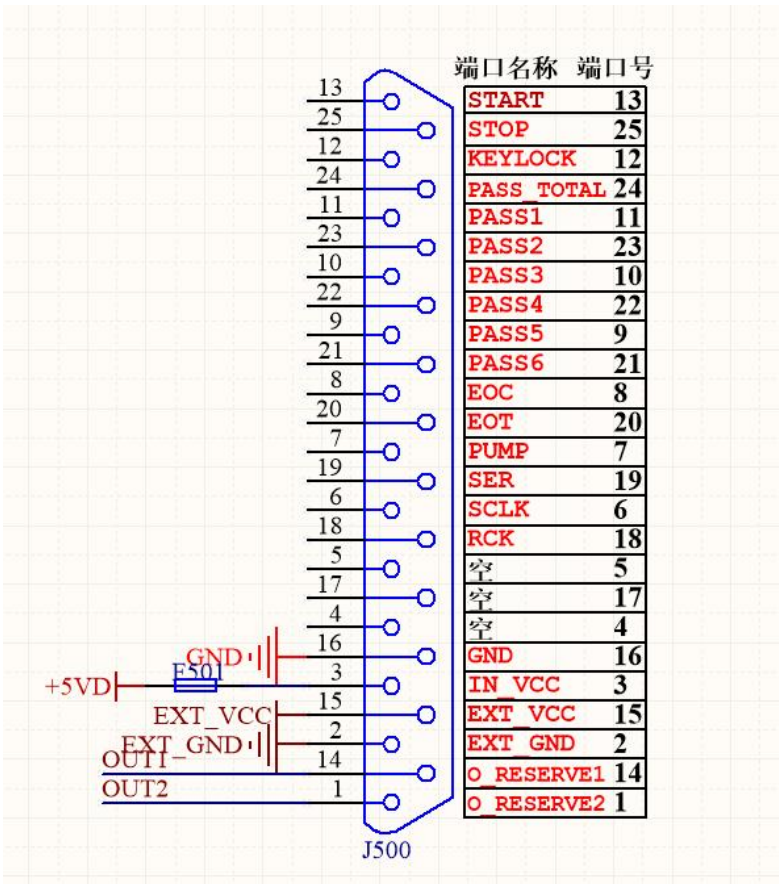 端口名称 端口号
13 START 13
25 STOP 25
12 KEYLOCK 12
24 PASS_TOTAL 24
11 PASS1 11
23 PASS2 23
10 PASS3 10
22 PASS4 22
9 PASS5 9
21 PASS6 21
8 EOC 8
20 EOT 20
7 PUMP 7
19 SER 19
6 SCLK 6
18 RCK 18
5 空 5
17 空 17
4 空 4
GND 16 GND 16
+5VD F501 3 IN_VCC 3
EXT_VCC 15 EXT_VCC 15
EXT_GND 2 EXT_GND 2
OUT1 14 O_RESERVE1 14
OUT2 1 O_RESERVE2 1
J500